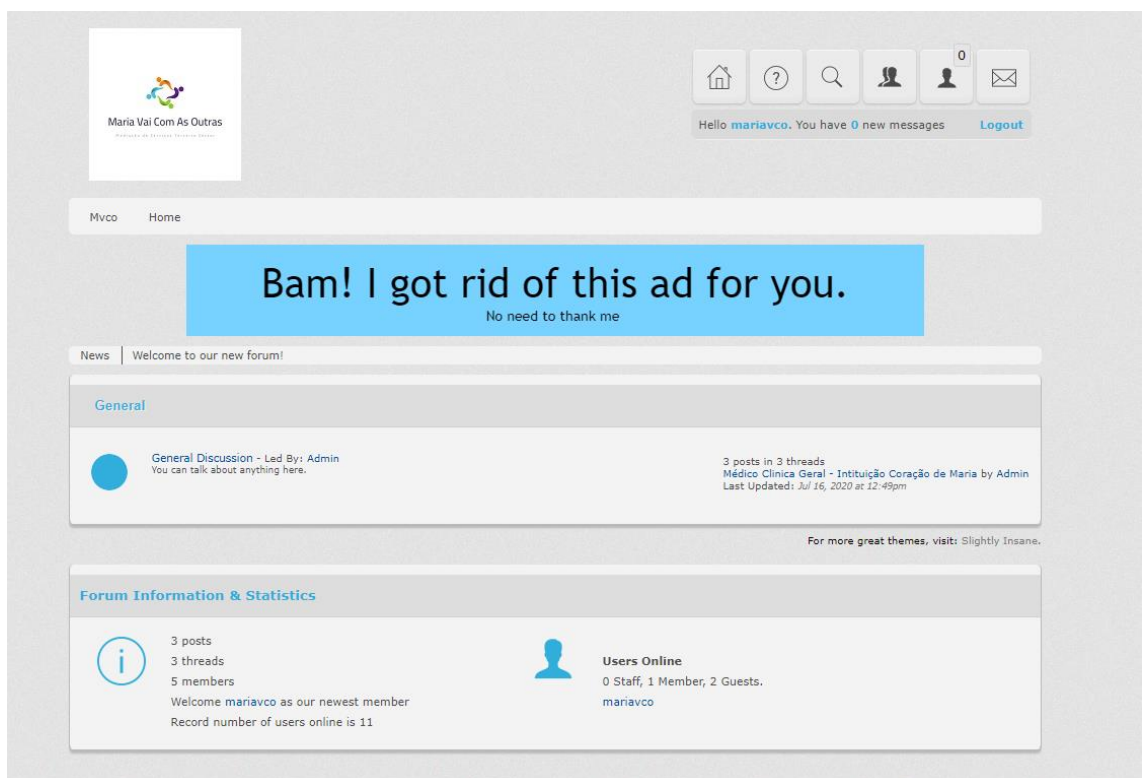 Maria Vai Com As Outras
0
Hello mariavco. You have 0 new messages Logout
Mvco Home
Bam! I got rid of this ad for you.
No need to thank me
News Welcome to our new forum!
General
General Discussion - Led By: Admin
You can talk about anything here.
3 posts in 3 threads
Médico Clinica Geral - Intituição Coração de Maria by Admin
Last Updated: Jul 16, 2020 at 12:49pm
For more great themes, visit: Slightly Insane.
Forum Information & Statistics
3 posts
3 threads
5 members
Welcome mariavco as our newest member
Record number of users online is 11
Users Online
0 Staff, 1 Member, 2 Guests.
mariavco